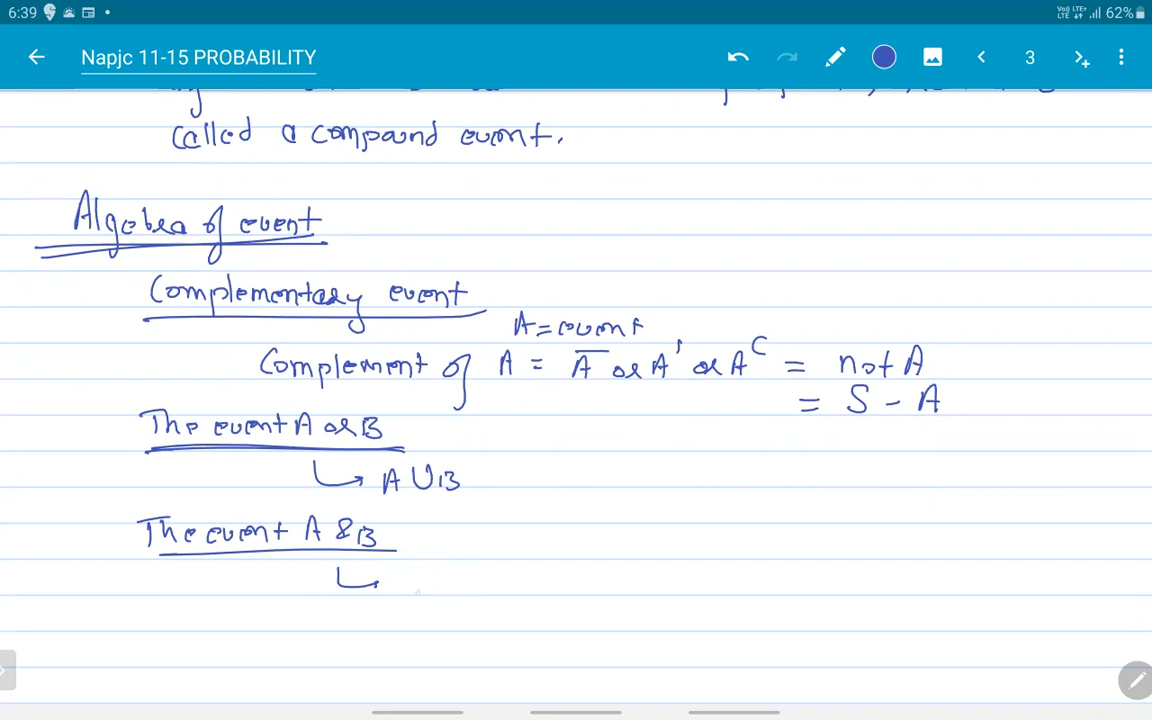 6:39 62%
Napjc 11-15 PROBABILITY 3
called a compound event.
Algebra of event
Complementary event
A = event
Complement of A = Ā or A' or Aᶜ = not A
= S - A
The event A or B
↳ A ∪ B
The event A & B
↳